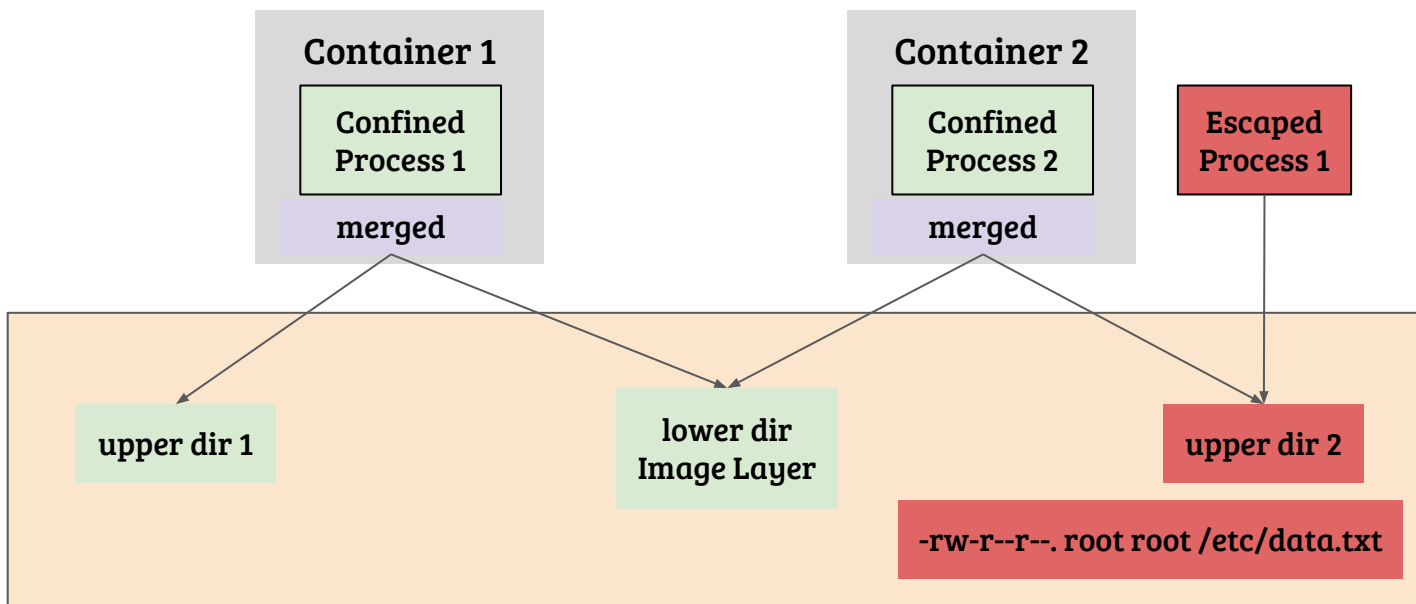 Container 1
Confined
Process 1
merged
Container 2
Confined
Process 2
merged
Escaped
Process 1
upper dir 1
lower dir
Image Layer
upper dir 2
-rw-r--r--. root root /etc/data.txt